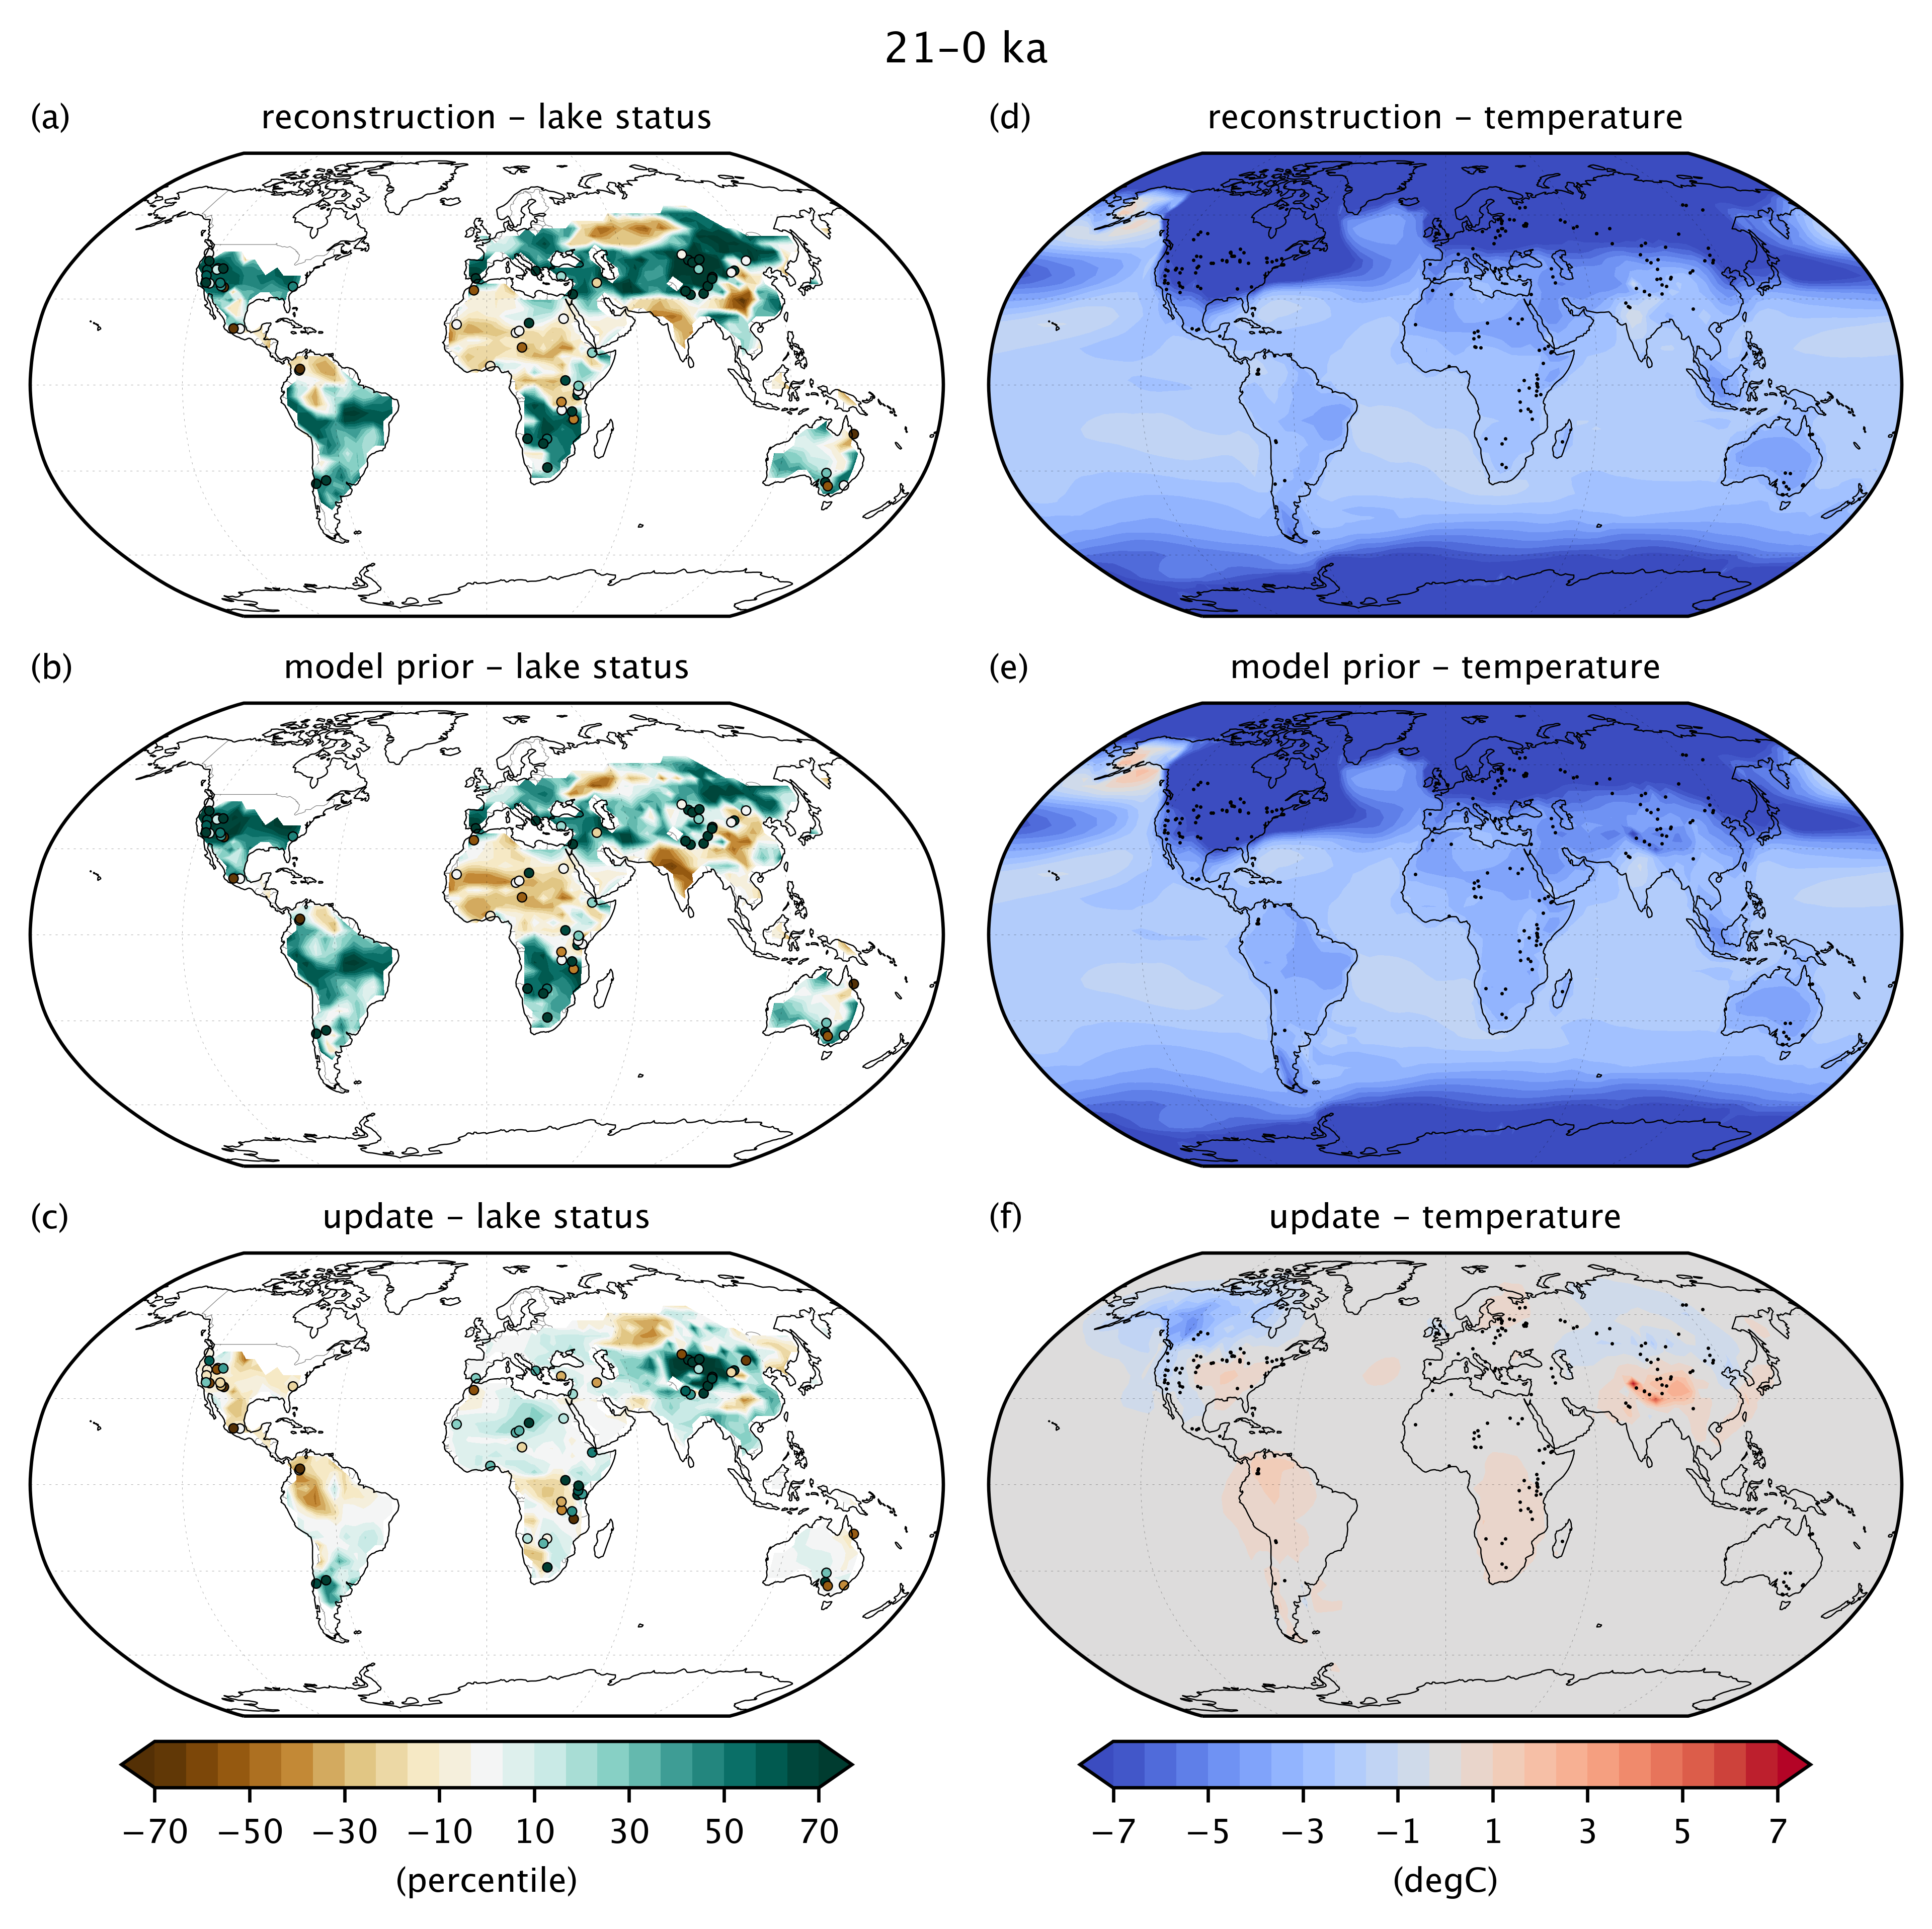 21–0 ka
(a)
reconstruction – lake status
(d)
reconstruction – temperature
(b)
model prior – lake status
(e)
model prior – temperature
(c)
update – lake status
(f)
update – temperature
−70 −50 −30 −10 10 30 50 70
(percentile)
−7 −5 −3 −1 1 3 5 7
(degC)